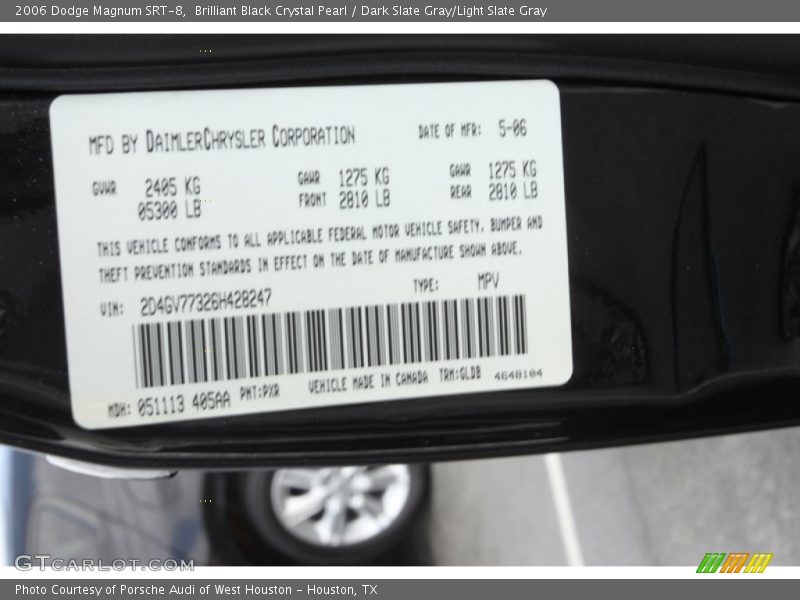 2006 Dodge Magnum SRT-8, Brilliant Black Crystal Pearl / Dark Slate Gray/Light Slate Gray
MFD BY DAIMLERCHRYSLER CORPORATION DATE OF MFR: 5-06
GVWR 2405 KG GAWR 1275 KG GAWR 1275 KG
05300 LB FRONT 2810 LB REAR 2810 LB
THIS VEHICLE CONFORMS TO ALL APPLICABLE FEDERAL MOTOR VEHICLE SAFETY, BUMPER AND
THEFT PREVENTION STANDARDS IN EFFECT ON THE DATE OF MANUFACTURE SHOWN ABOVE.
VIN: 2D4GV77326H428247 TYPE: MPV
MDH: 051113 405AA PNT:PXR VEHICLE MADE IN CANADA TRM:GLDB 4648104
GTCARLOT.COM
Photo Courtesy of Porsche Audi of West Houston - Houston, TX